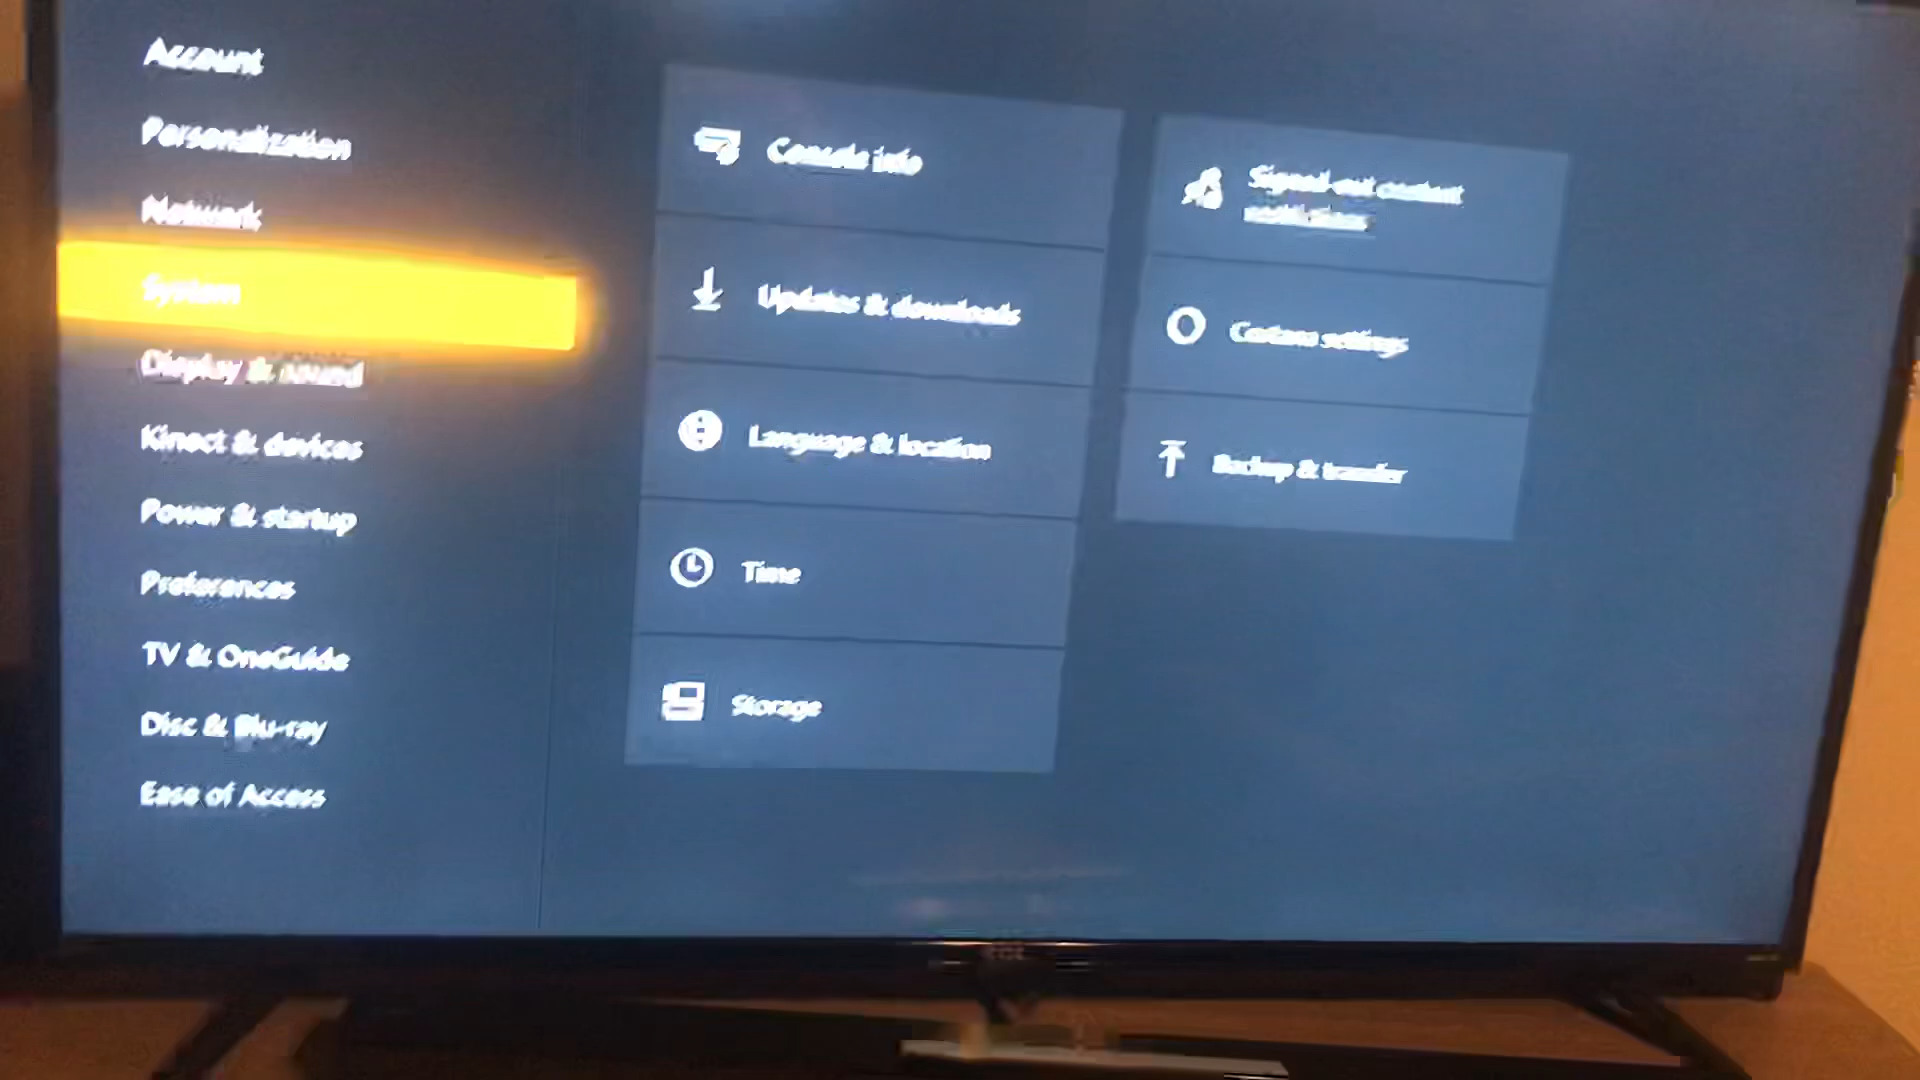 Account
Personalization
Network
System
Display & sound
Kinect & devices
Power & startup
Preferences
TV & OneGuide
Disc & Blu-ray
Ease of Access
Console info
Updates & downloads
Language & location
Time
Storage
Signed-out content
notifications
Cortana settings
Backup & transfer